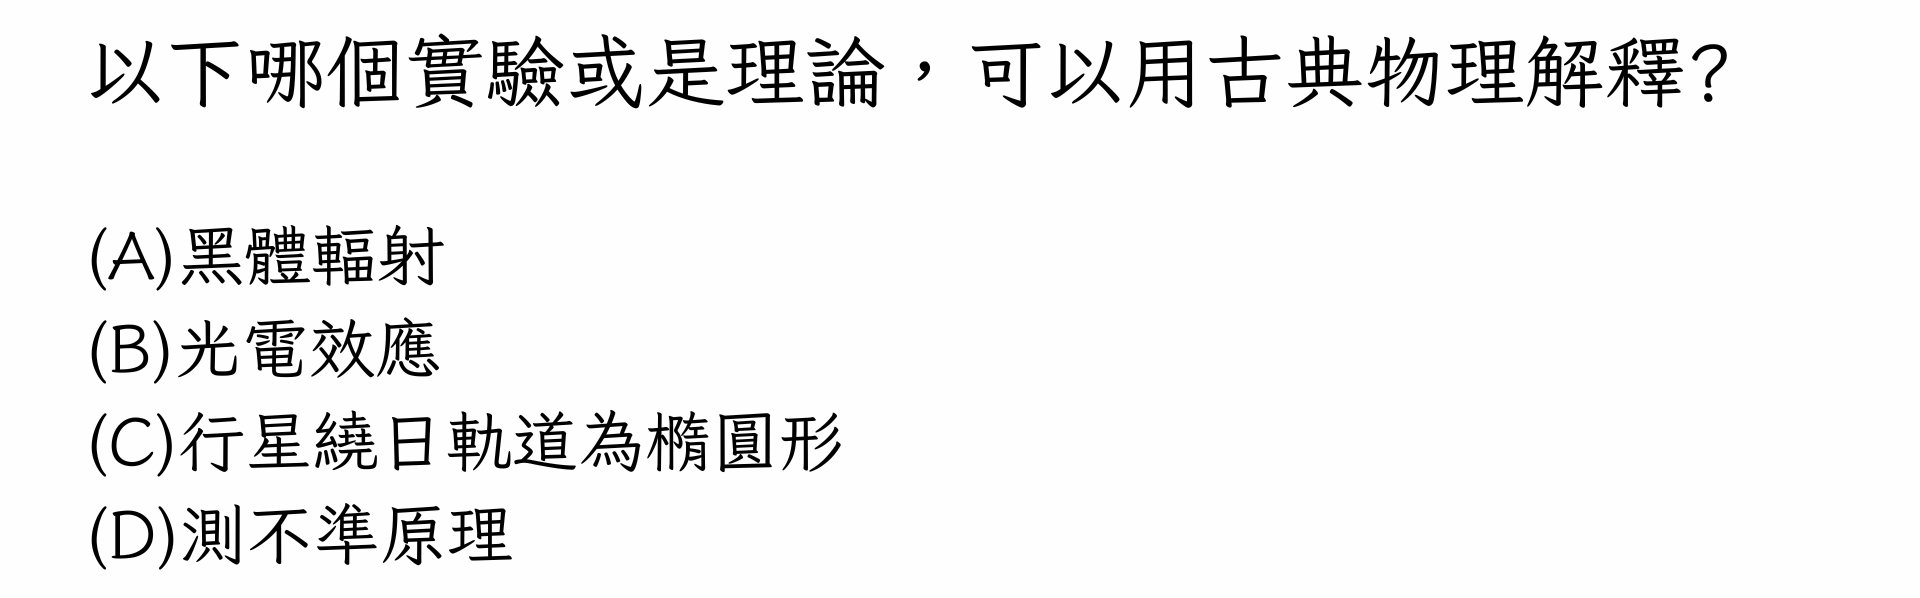 以下哪個實驗或是理論，可以用古典物理解釋?
(A)黑體輻射
(B)光電效應
(C)行星繞日軌道為橢圓形
(D)測不準原理